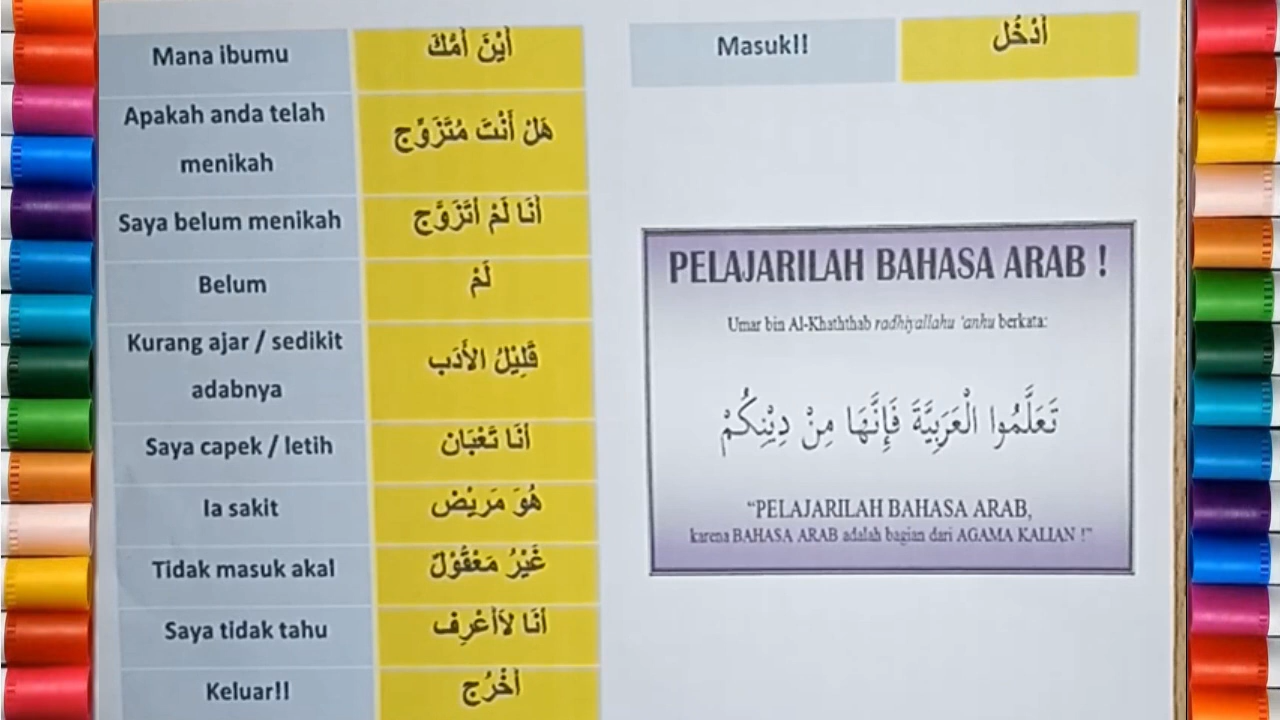 Mana ibumu
أَيْنَ أُمُّكَ
Apakah anda telah
menikah
هَلْ أَنْتَ مُتَزَوِّج
Saya belum menikah
أَنَا لَمْ أَتَزَوَّج
Belum
لَمْ
Kurang ajar / sedikit
adabnya
قَلِيْلُ الأَدَب
Saya capek / letih
أَنَا تَعْبَان
Ia sakit
هُوَ مَرِيْضٌ
Tidak masuk akal
غَيْرُ مَعْقُوْلٌ
Saya tidak tahu
أَنَا لاَأَعْرِف
Keluar!!
أُخْرُج
Masuk!!
أُدْخُل
PELAJARILAH BAHASA ARAB !
Umar bin Al-Khaththab radhiyallahu 'anhu berkata:
تَعَلَّمُوا الْعَرَبِيَّةَ فَإِنَّهَا مِنْ دِيْنِكُمْ
“PELAJARILAH BAHASA ARAB,
karena BAHASA ARAB adalah bagian dari AGAMA KALIAN !”